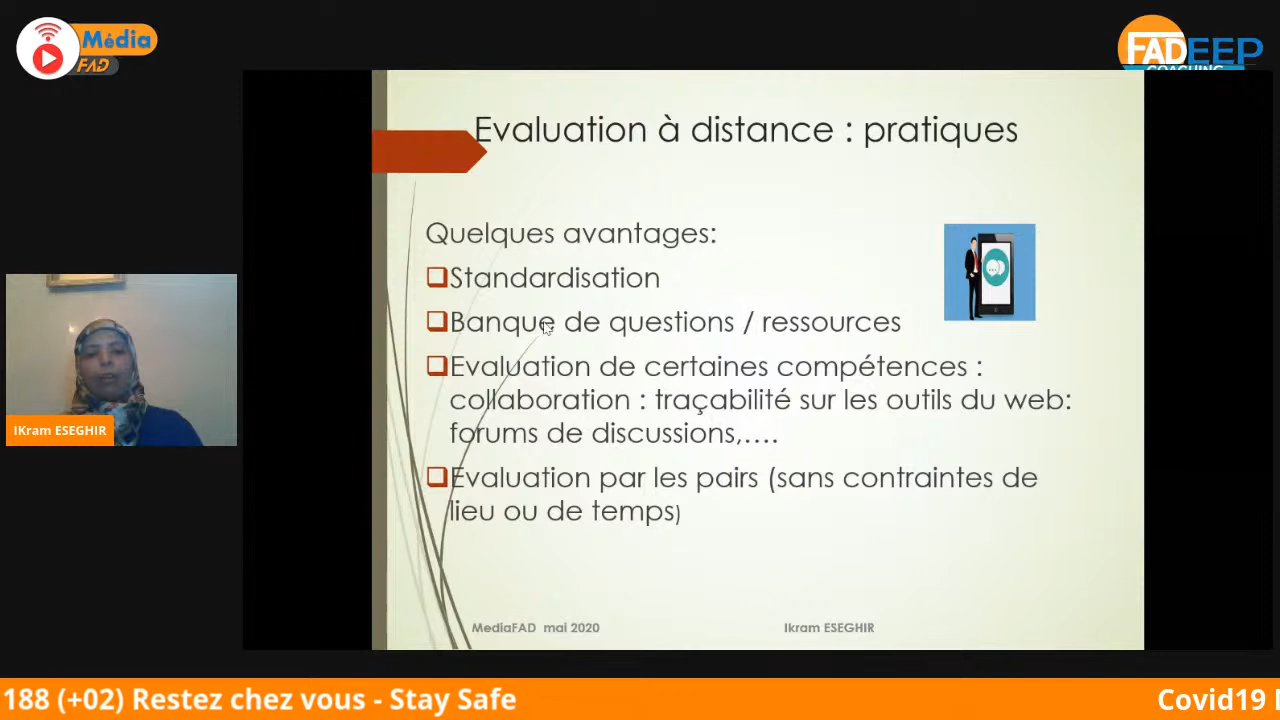 Média
FAD
FADEEP
COACHING
Evaluation à distance : pratiques
Quelques avantages:
Standardisation
Banque de questions / ressources
Evaluation de certaines compétences :
collaboration : traçabilité sur les outils du web:
forums de discussions,....
Evaluation par les pairs (sans contraintes de
lieu ou de temps)
IKram ESEGHIR
MediaFAD mai 2020
Ikram ESEGHIR
188 (+02) Restez chez vous - Stay Safe
Covid19